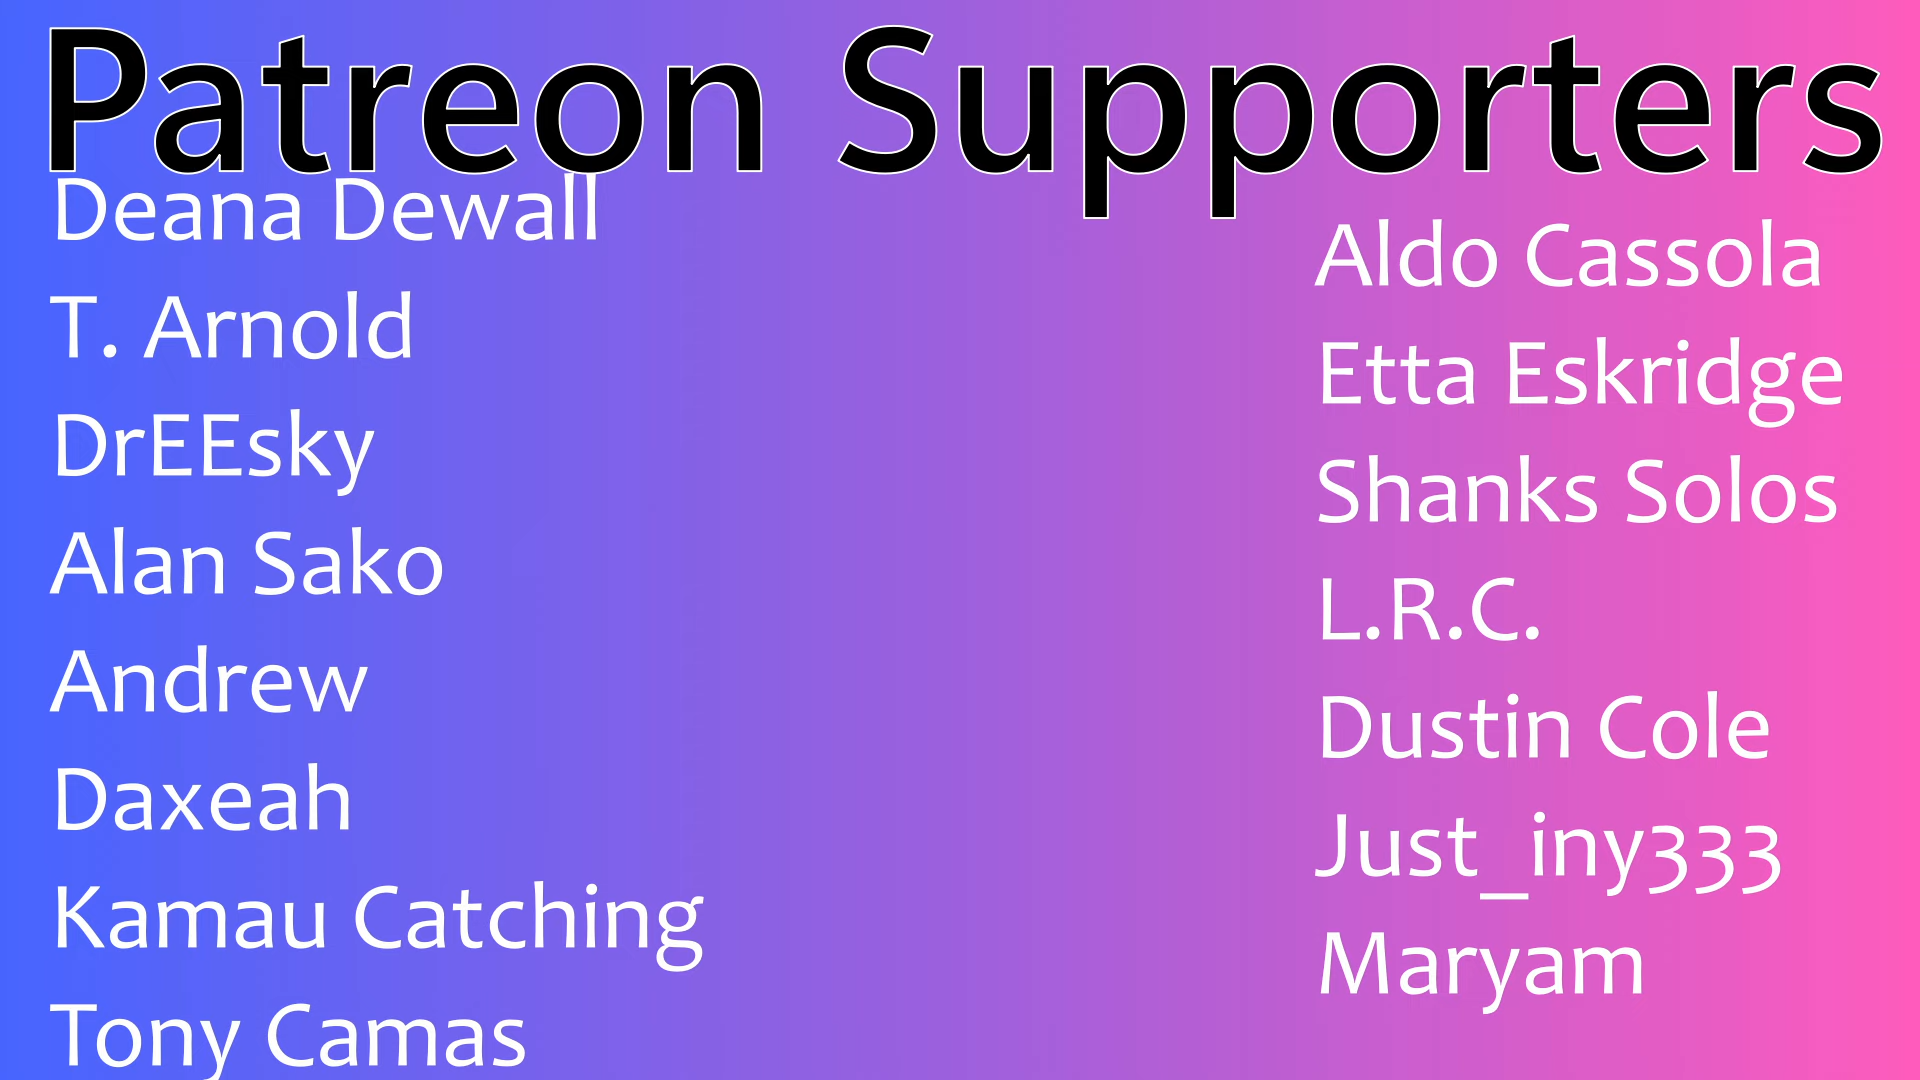 Patreon Supporters
Deana Dewall
T. Arnold
DrEEsky
Alan Sako
Andrew
Daxeah
Kamau Catching
Tony Camas
Aldo Cassola
Etta Eskridge
Shanks Solos
L.R.C.
Dustin Cole
Just_iny333
Maryam